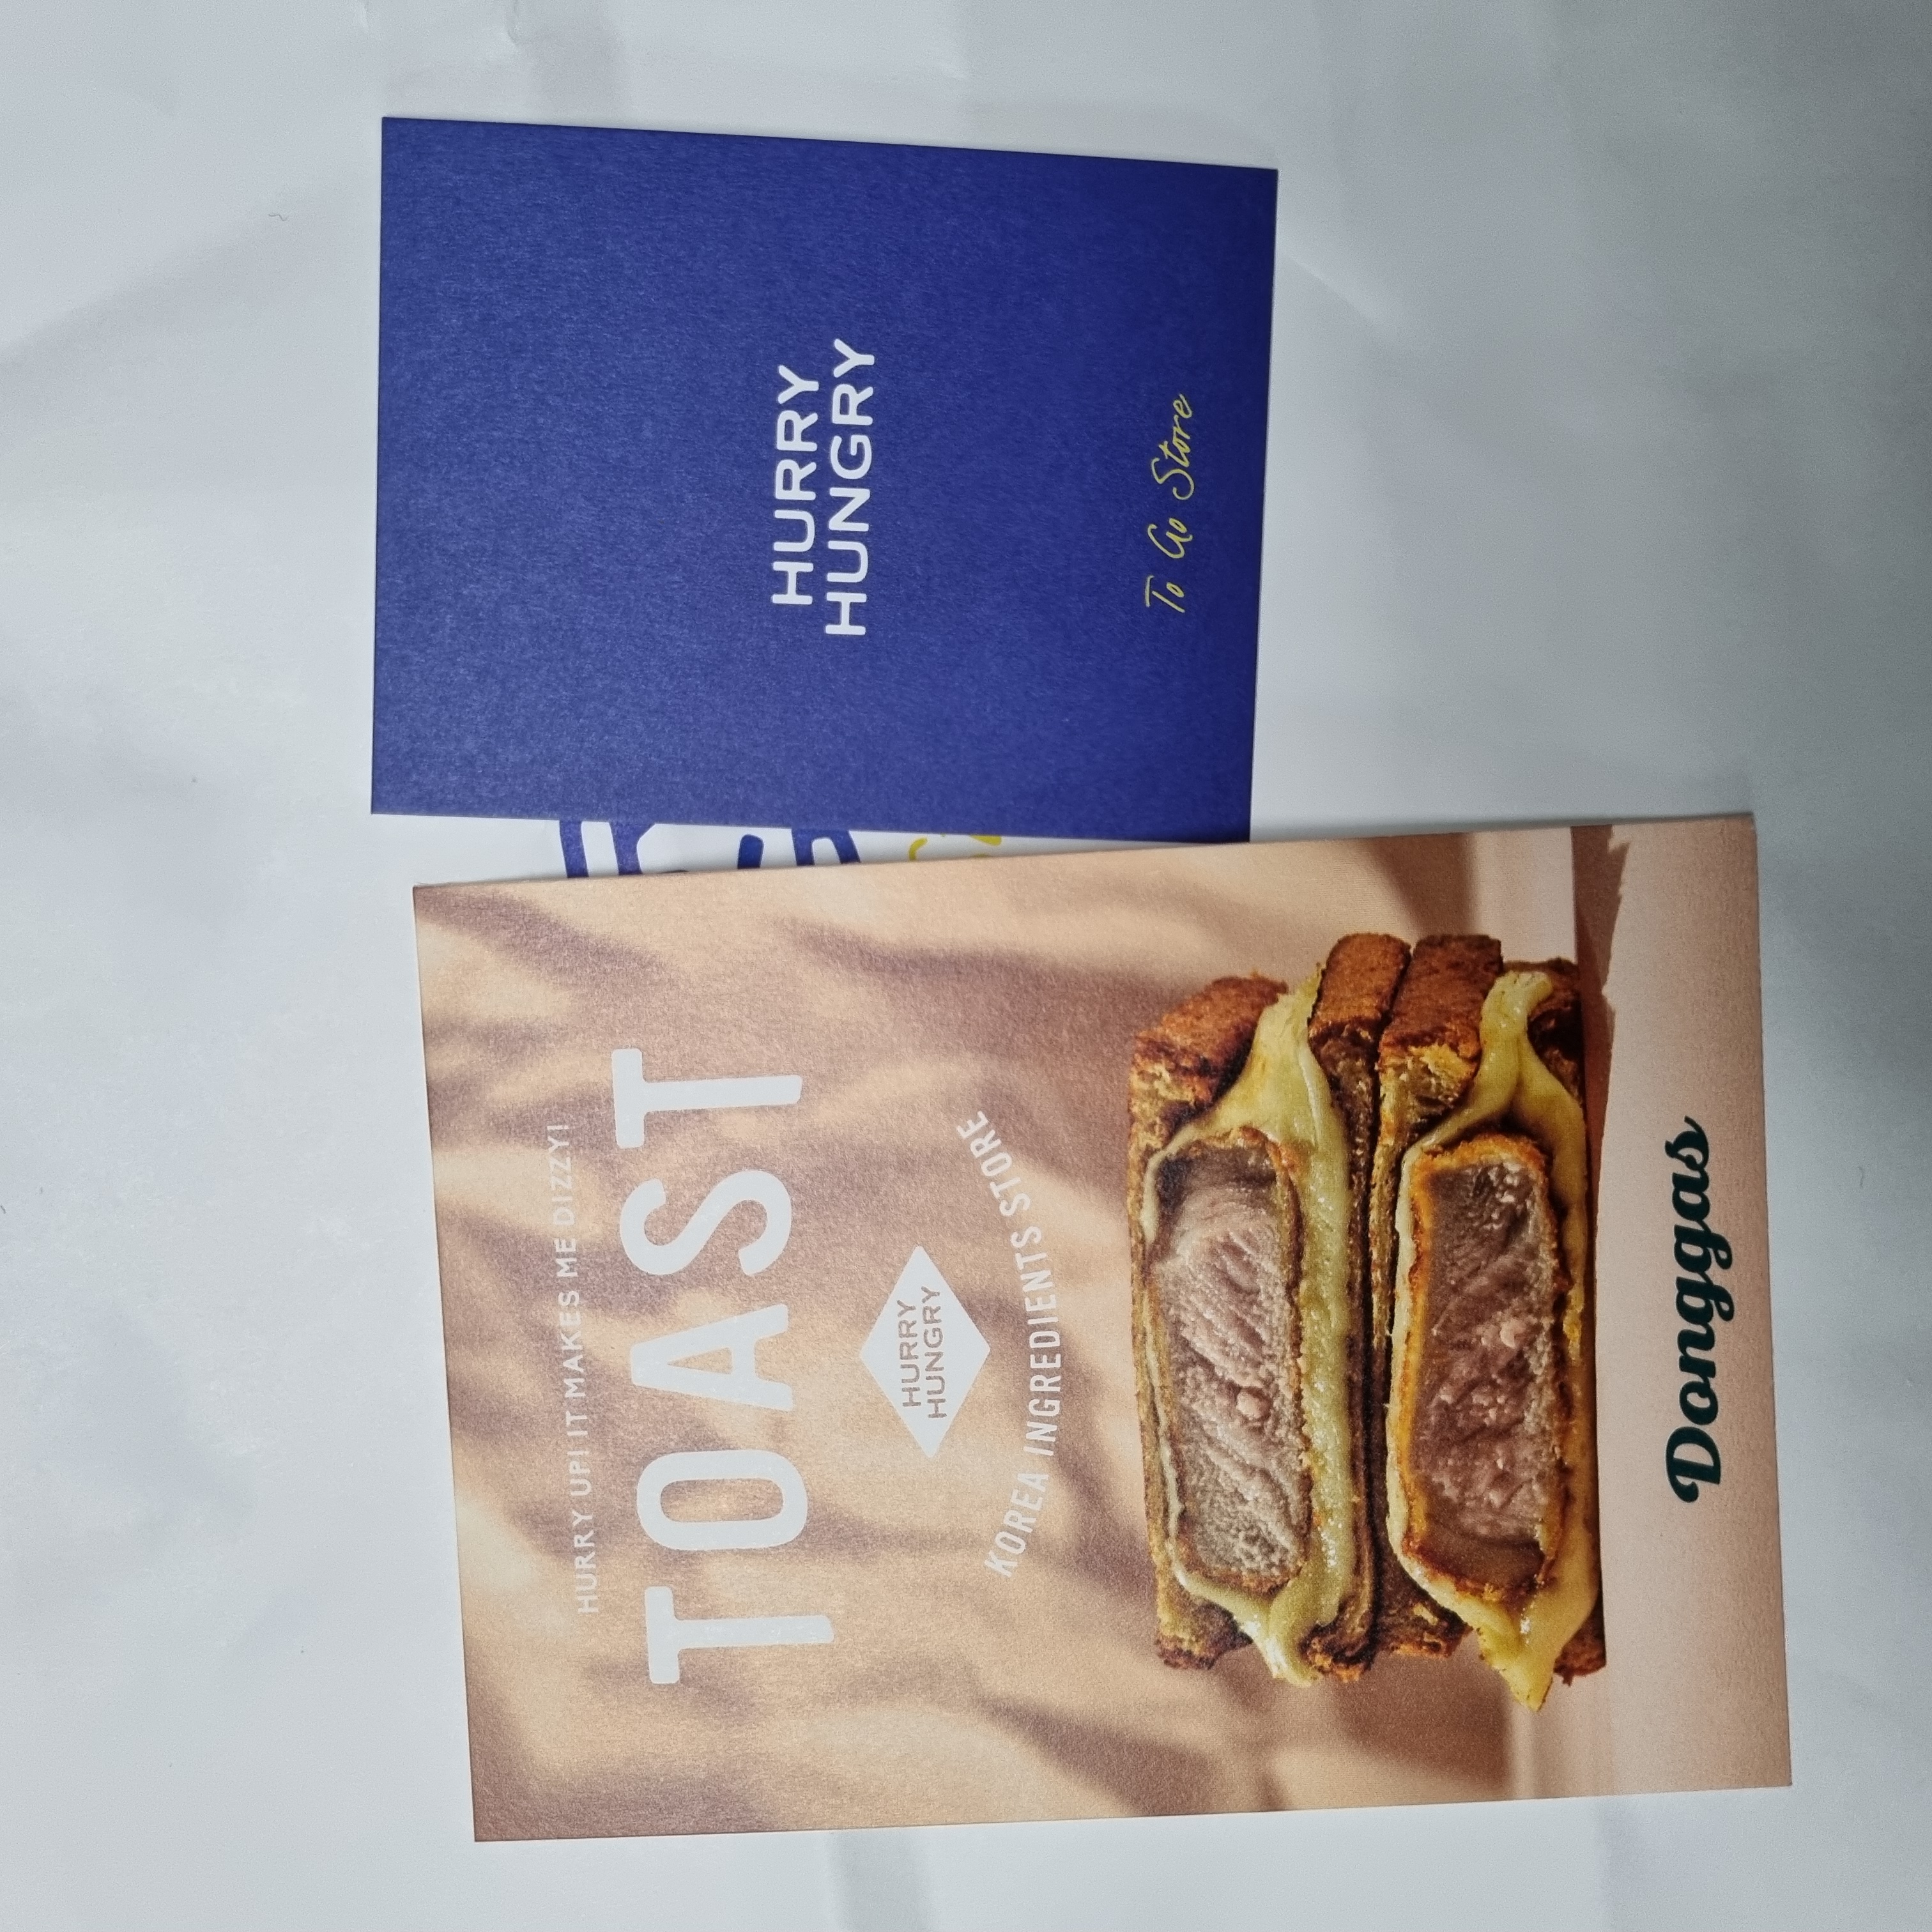 HURRY
HUNGRY
To Go Store
HURRY UP! IT MAKES ME DIZZY!
TOAST
HURRY
HUNGRY
KOREA INGREDIENTS STORE
Donggas